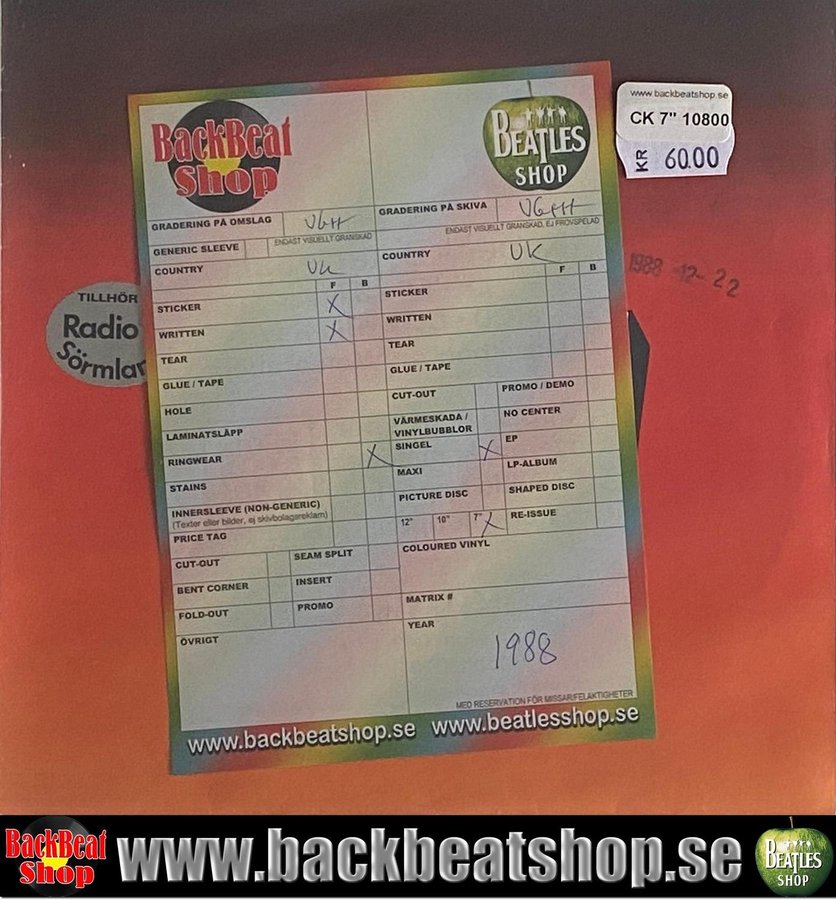 BackBeat
Shop
BEATLES
SHOP
www.backbeatshop.se
CK 7" 10800
KR 60.00
GRADERING PÅ OMSLAG VG++
ENDAST VISUELLT GRANSKAD
GENERIC SLEEVE
COUNTRY UK
F B
STICKER X
WRITTEN X
TEAR
GLUE / TAPE
HOLE
LAMINATSLÄPP
RINGWEAR X
STAINS
INNERSLEEVE (NON-GENERIC)
(Texter eller bilder, ej skivbolagsreklam)
PRICE TAG
CUT-OUT SEAM SPLIT
BENT CORNER INSERT
FOLD-OUT PROMO
ÖVRIGT
GRADERING PÅ SKIVA VG+++
ENDAST VISUELLT GRANSKAD, EJ PROVSPELAD
COUNTRY UK
F B
STICKER
WRITTEN
TEAR
GLUE / TAPE
CUT-OUT PROMO / DEMO
VÄRMESKADA /
VINYLBUBBLOR NO CENTER
SINGEL X EP
MAXI LP-ALBUM
PICTURE DISC SHAPED DISC
12" 10" 7" X RE-ISSUE
COLOURED VINYL
MATRIX #
YEAR
1988
MED RESERVATION FÖR MISSAR/FELAKTIGHETER
www.backbeatshop.se www.beatlesshop.se
TILLHÖR
Radio
Sörmlan
1988 -12- 22
BackBeat
Shop
www.backbeatshop.se
BEATLES
SHOP